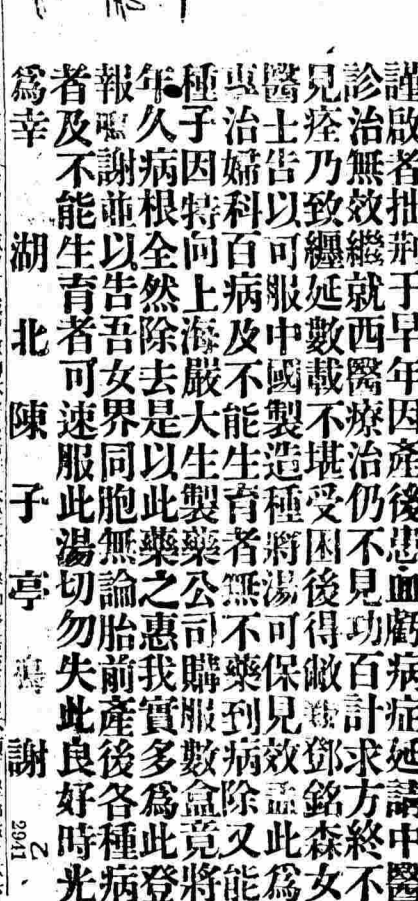 謹啟者拙荆于早年因產後患血虧病症延請中醫
診治無效繼就西醫療治仍不見功百計求方終不
見痊乃致纏延數載不堪受困後得敝鄧銘森女
醫士告以可服中國製造種將湯可保見效此為
專治婦科百病及不能生育者無不藥到病除又能
種子因特向上海嚴大生製藥公司購服數盒竟將
年久病根全然除去是以此藥之惠我實多為此登
報謝並以告吾女界同胞無論胎前產後各種病
者及不能生育者可速服此湯切勿失此良好時光
爲幸　湖北陳子亭　謝
乙
2941